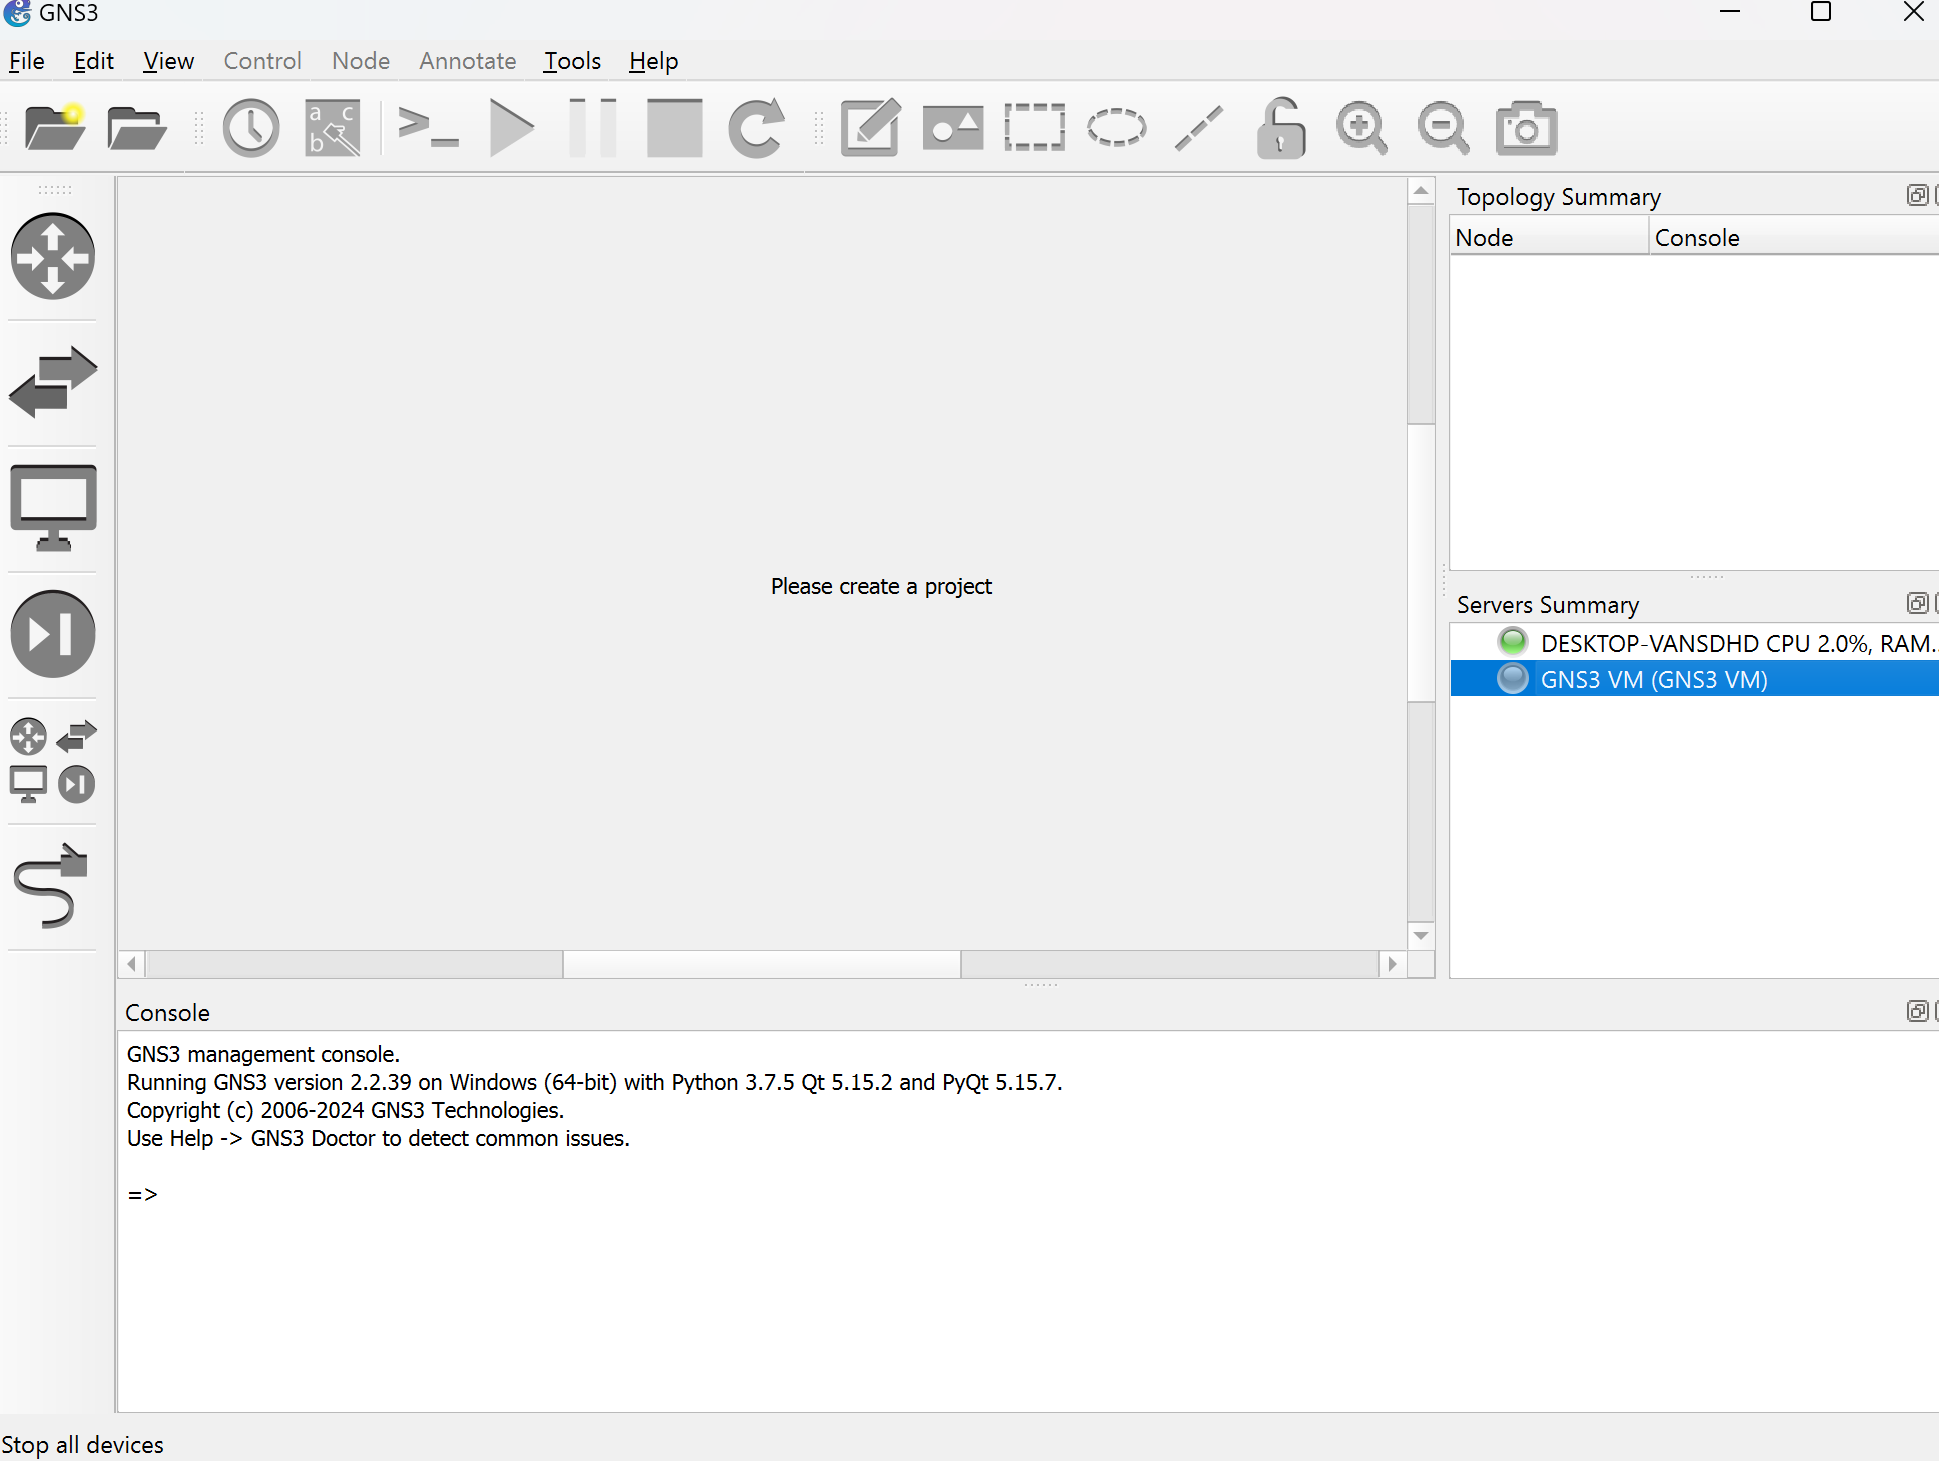 GNS3
File Edit View Control Node Annotate Tools Help
a c
b
Topology Summary
Node Console
Please create a project
Servers Summary
DESKTOP-VANSDHD CPU 2.0%, RAM...
GNS3 VM (GNS3 VM)
Console
GNS3 management console.
Running GNS3 version 2.2.39 on Windows (64-bit) with Python 3.7.5 Qt 5.15.2 and PyQt 5.15.7.
Copyright (c) 2006-2024 GNS3 Technologies.
Use Help -> GNS3 Doctor to detect common issues.
=>
Stop all devices